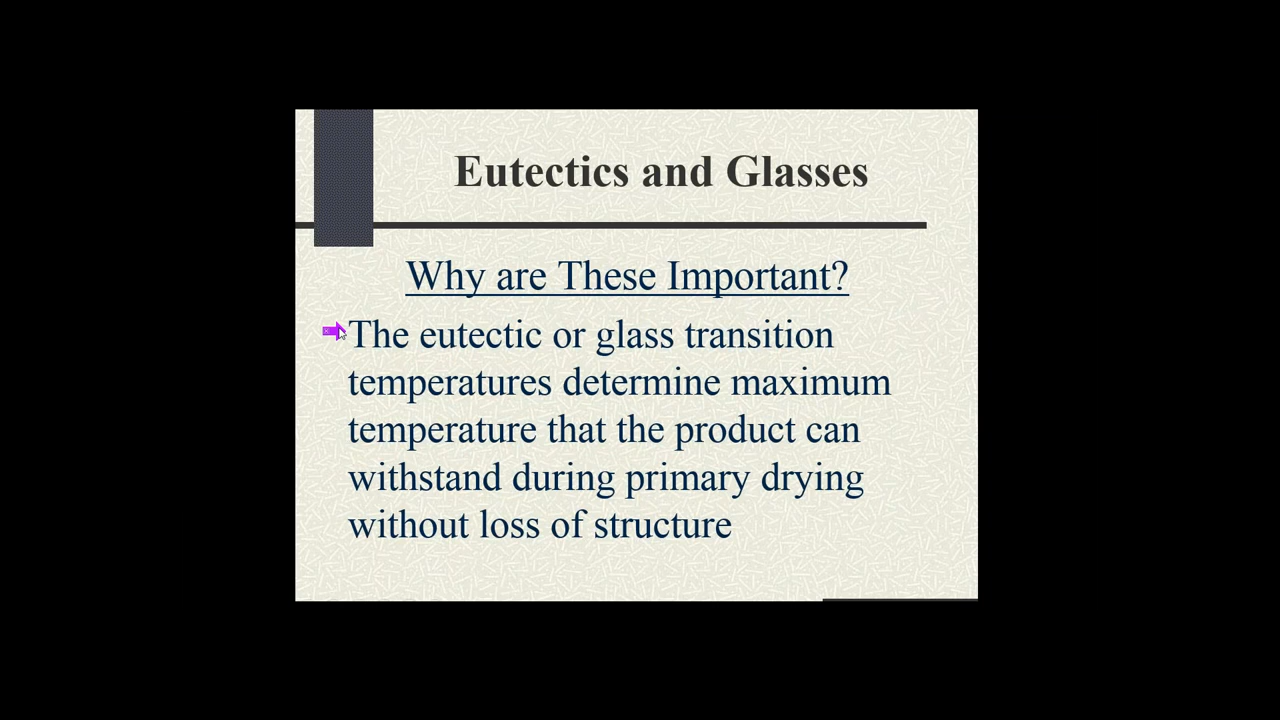 Eutectics and Glasses
Why are These Important?
The eutectic or glass transition
temperatures determine maximum
temperature that the product can
withstand during primary drying
without loss of structure